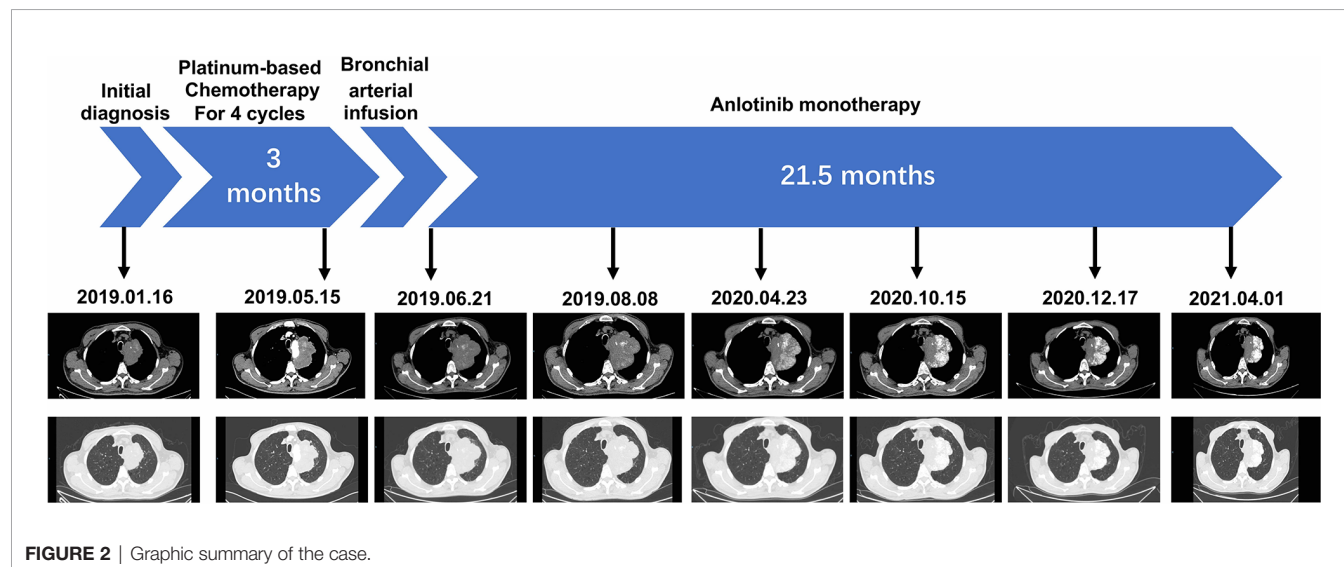 Initial
diagnosis
Platinum-based
Chemotherapy
For 4 cycles
Bronchial
arterial
infusion
Anlotinib monotherapy
3
months
21.5 months
2019.01.16
2019.05.15
2019.06.21
2019.08.08
2020.04.23
2020.10.15
2020.12.17
2021.04.01
FIGURE 2 | Graphic summary of the case.